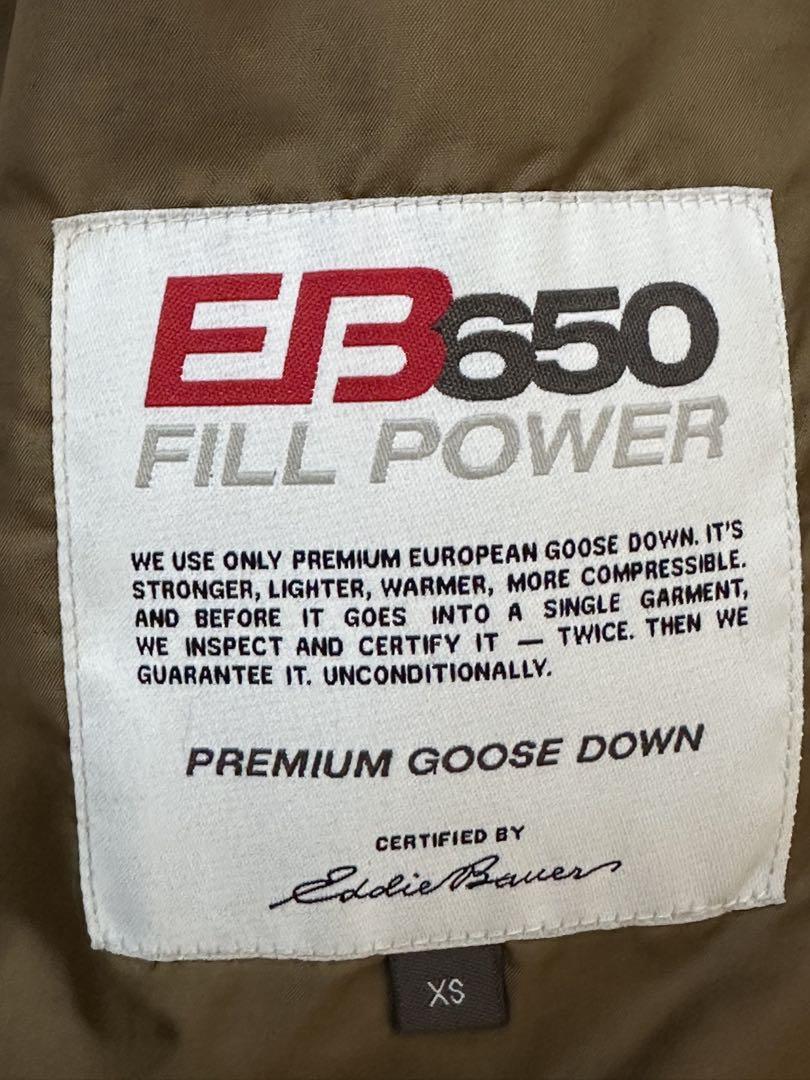 EB650
FILL POWER
WE USE ONLY PREMIUM EUROPEAN GOOSE DOWN. IT'S
STRONGER, LIGHTER, WARMER, MORE COMPRESSIBLE.
AND BEFORE IT GOES INTO A SINGLE GARMENT,
WE INSPECT AND CERTIFY IT — TWICE. THEN WE
GUARANTEE IT. UNCONDITIONALLY.
PREMIUM GOOSE DOWN
CERTIFIED BY
Eddie Bauer
XS